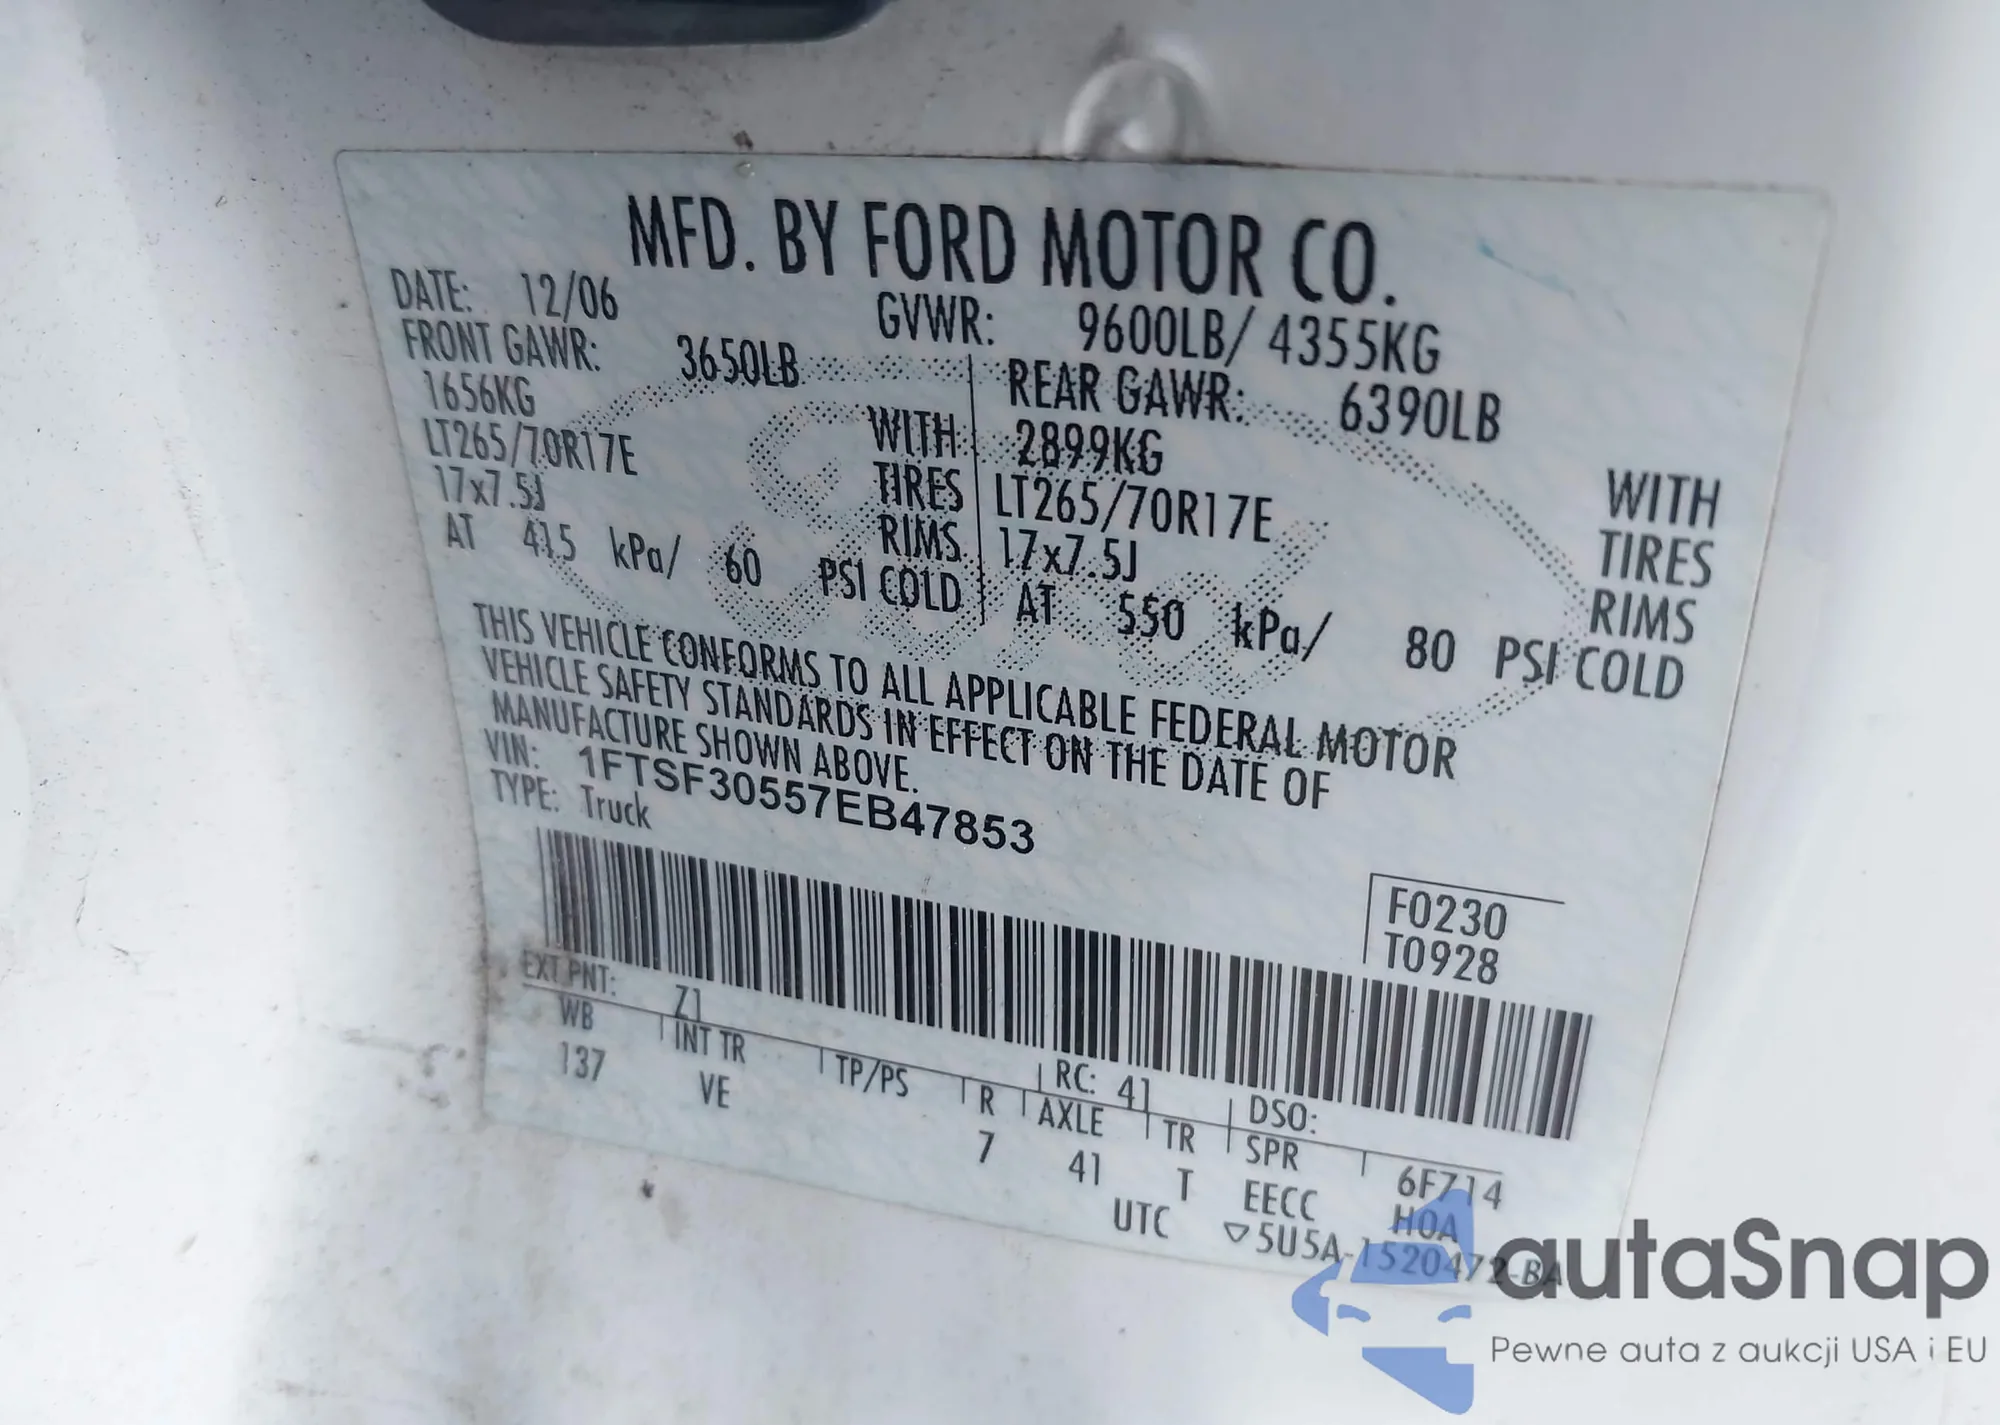 MFD. BY FORD MOTOR CO.
DATE: 12/06 GVWR: 9600LB/ 4355KG
FRONT GAWR: 3650LB REAR GAWR: 6390LB
1656KG WITH 2899KG WITH
LT265/70R17E TIRES LT265/70R17E TIRES
17x7.5J RIMS 17x7.5J RIMS
AT 415 kPa/ 60 PSI COLD AT 550 kPa/ 80 PSI COLD
THIS VEHICLE CONFORMS TO ALL APPLICABLE FEDERAL MOTOR
VEHICLE SAFETY STANDARDS IN EFFECT ON THE DATE OF
MANUFACTURE SHOWN ABOVE.
VIN: 1FTSF30557EB47853
TYPE: Truck
F0230
T0928
EXT PNT: Z1 RC: 41 DSO:
WB INT TR TP/PS R AXLE TR SPR 6F714
137 VE 7 41 T EECC HOA
UTC ▽5U5A-1520472-BA
autaSnap
Pewne auta z aukcji USA i EU